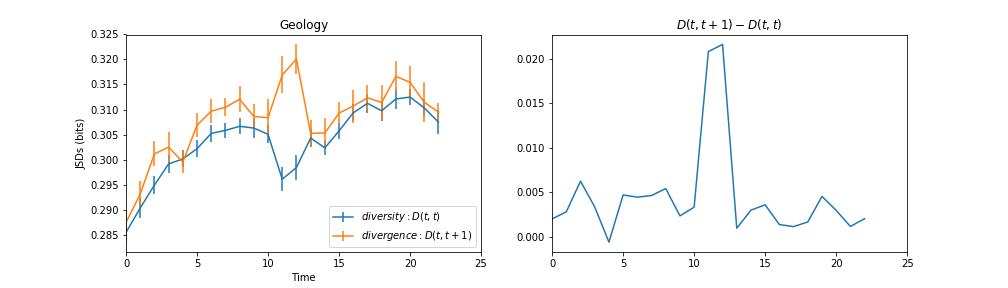 Geology
JSDs (bits)
0.325
0.320
0.315
0.310
0.305
0.300
0.295
0.290
0.285
0 5 10 15 20 25
Time
diversity: D(t, t)
divergence: D(t, t+1)
D(t, t+1) − D(t, t)
0.020
0.015
0.010
0.005
0.000
0 5 10 15 20 25